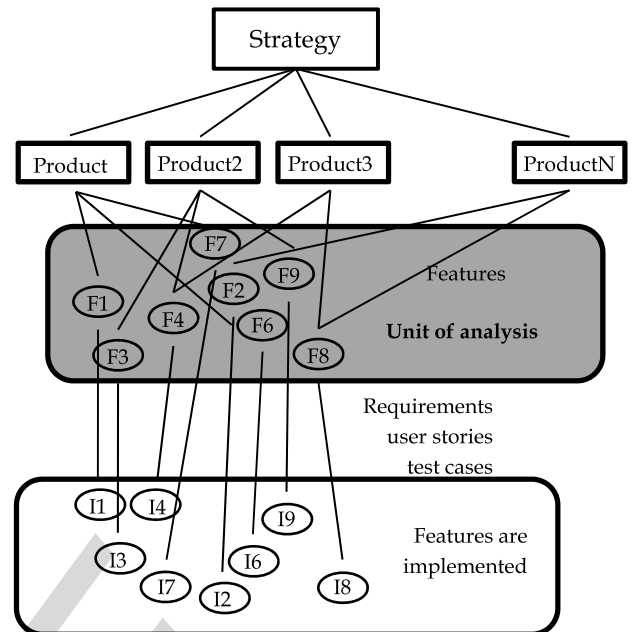 Strategy
Product
Product2
Product3
ProductN
F7
F9
Features
F2
F1
F4
F6
Unit of analysis
F3
F8
Requirements
user stories
test cases
I1
I4
I9
Features are
I3
I6
implemented
I7
I8
I2